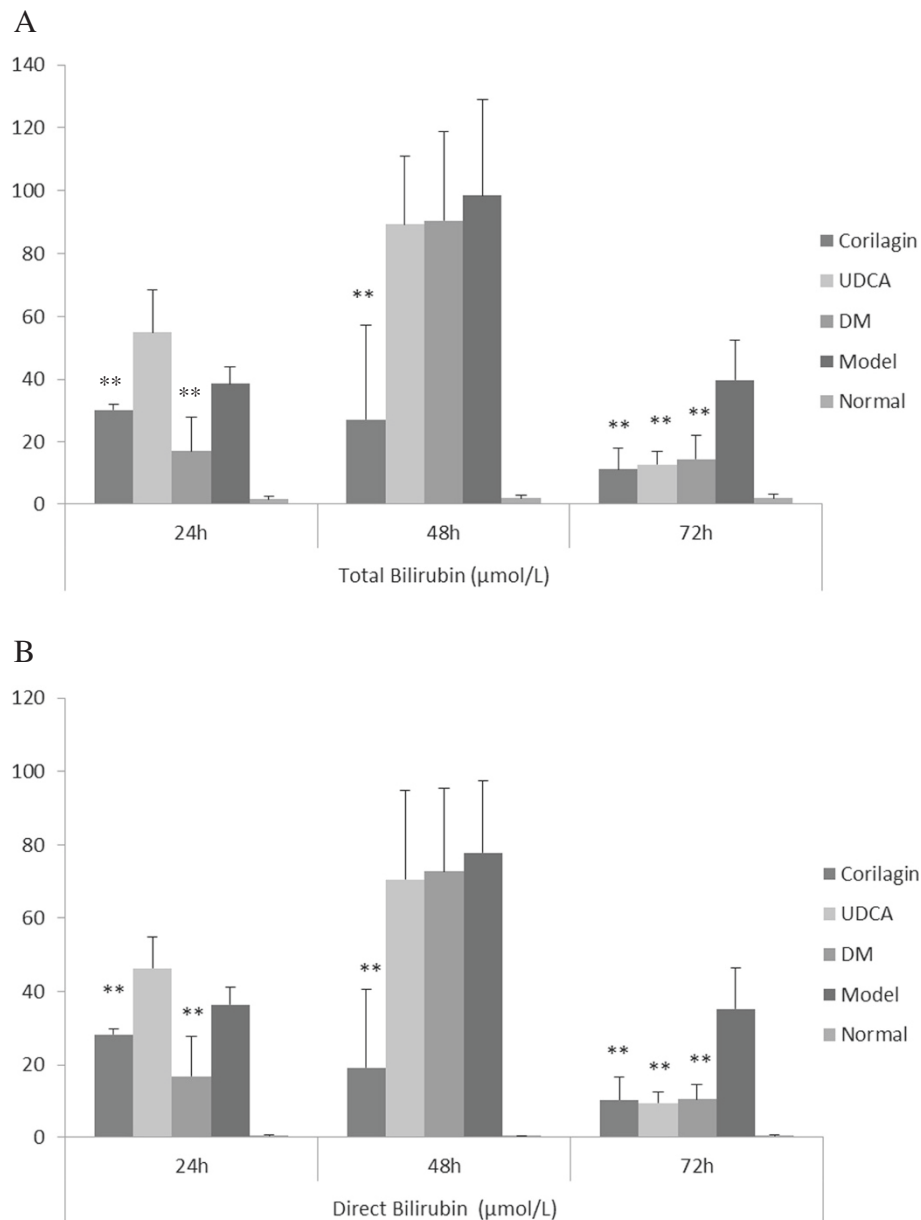 A
140
120
100
80
60
40
20
0
** ** ** ** ** **
24h 48h 72h
Total Bilirubin (µmol/L)
Corilagin
UDCA
DM
Model
Normal
B
120
100
80
60
40
20
0
** ** ** ** ** **
24h 48h 72h
Direct Bilirubin (µmol/L)
Corilagin
UDCA
DM
Model
Normal